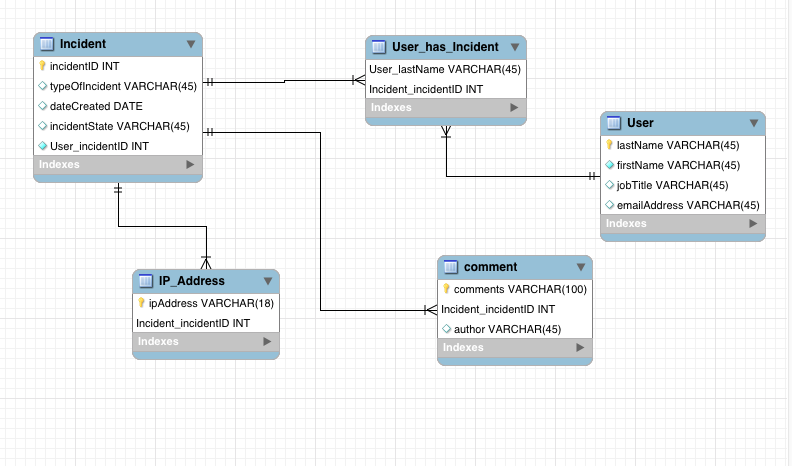 Incident
incidentID INT
typeOfIncident VARCHAR(45)
dateCreated DATE
incidentState VARCHAR(45)
User_incidentID INT
Indexes
User_has_Incident
User_lastName VARCHAR(45)
Incident_incidentID INT
Indexes
User
lastName VARCHAR(45)
firstName VARCHAR(45)
jobTitle VARCHAR(45)
emailAddress VARCHAR(45)
Indexes
IP_Address
ipAddress VARCHAR(18)
Incident_incidentID INT
Indexes
comment
comments VARCHAR(100)
Incident_incidentID INT
author VARCHAR(45)
Indexes